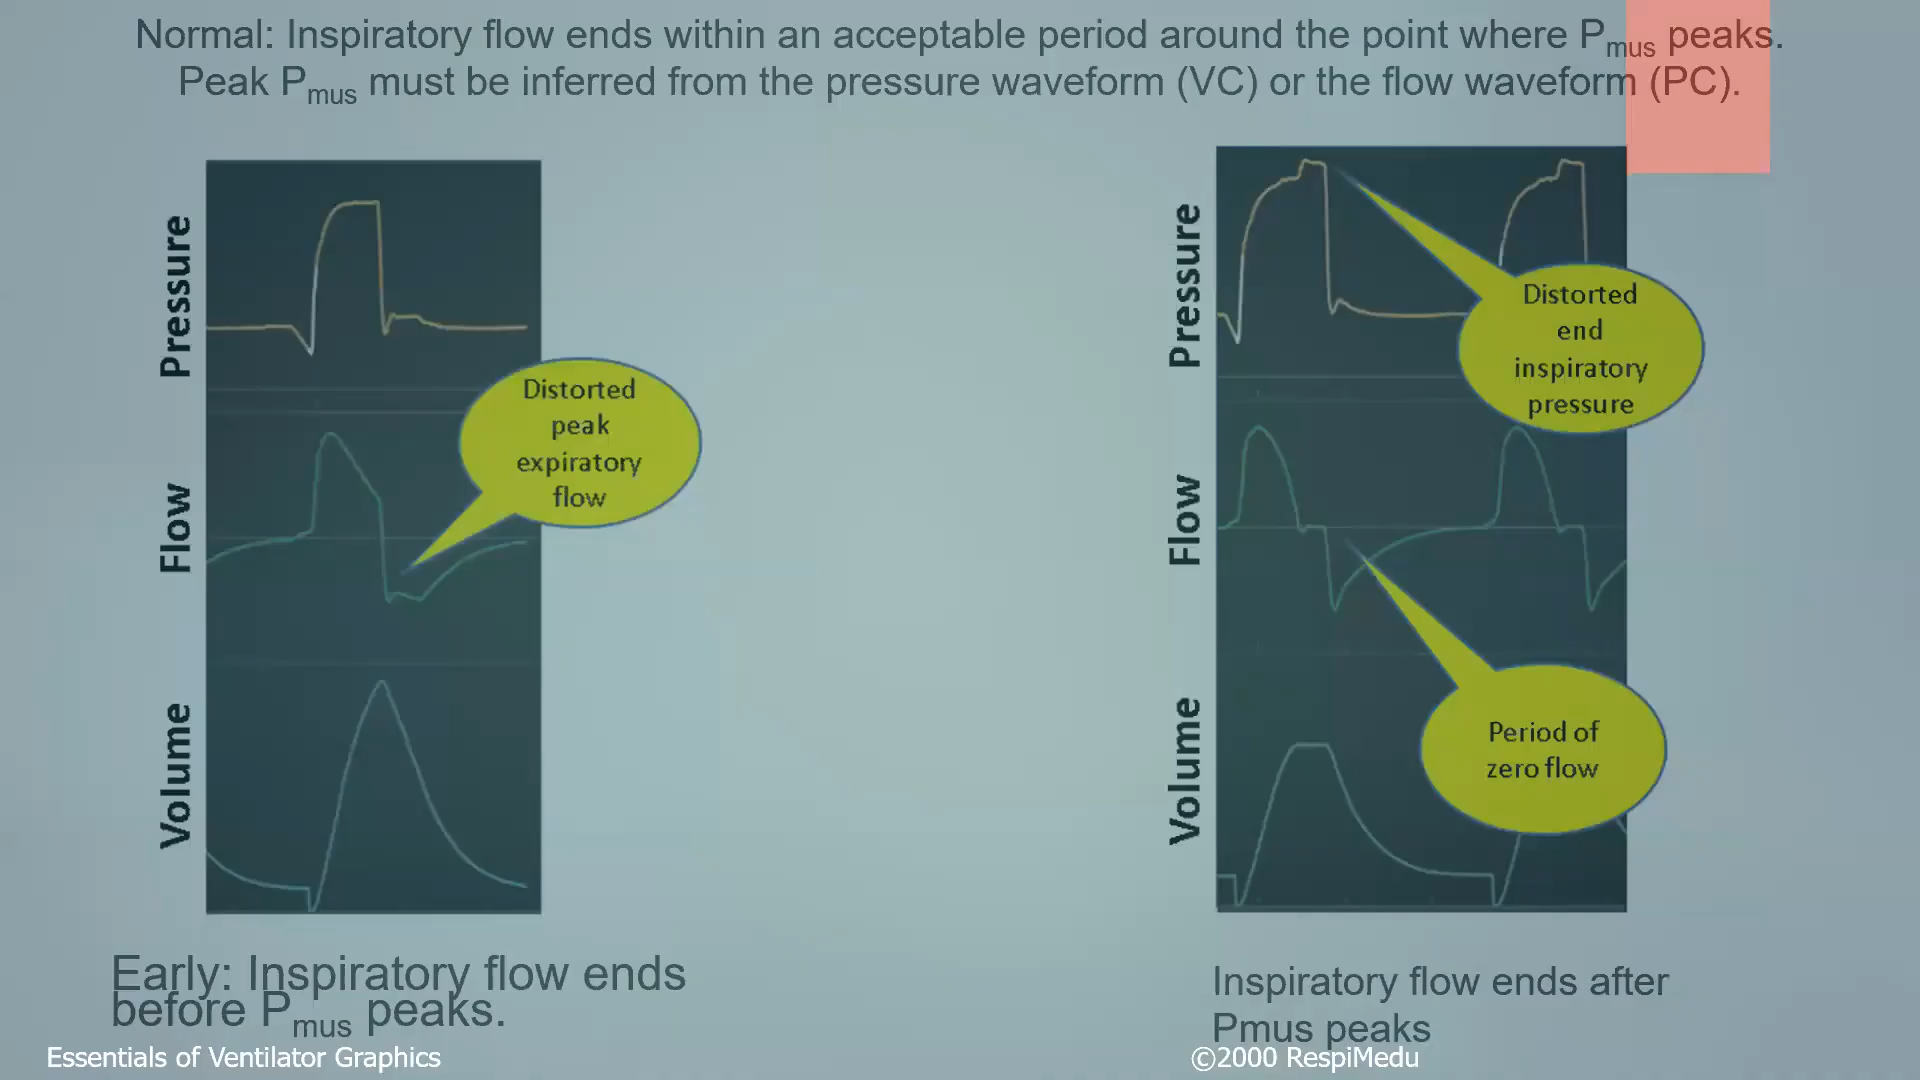 Normal: Inspiratory flow ends within an acceptable period around the point where Pmus peaks.
Peak Pmus must be inferred from the pressure waveform (VC) or the flow waveform (PC).
Pressure
Flow
Volume
Distorted
peak
expiratory
flow
Early: Inspiratory flow ends
before Pmus peaks.
Pressure
Flow
Volume
Distorted
end
inspiratory
pressure
Period of
zero flow
Inspiratory flow ends after
Pmus peaks
Essentials of Ventilator Graphics
©2000 RespiMedu